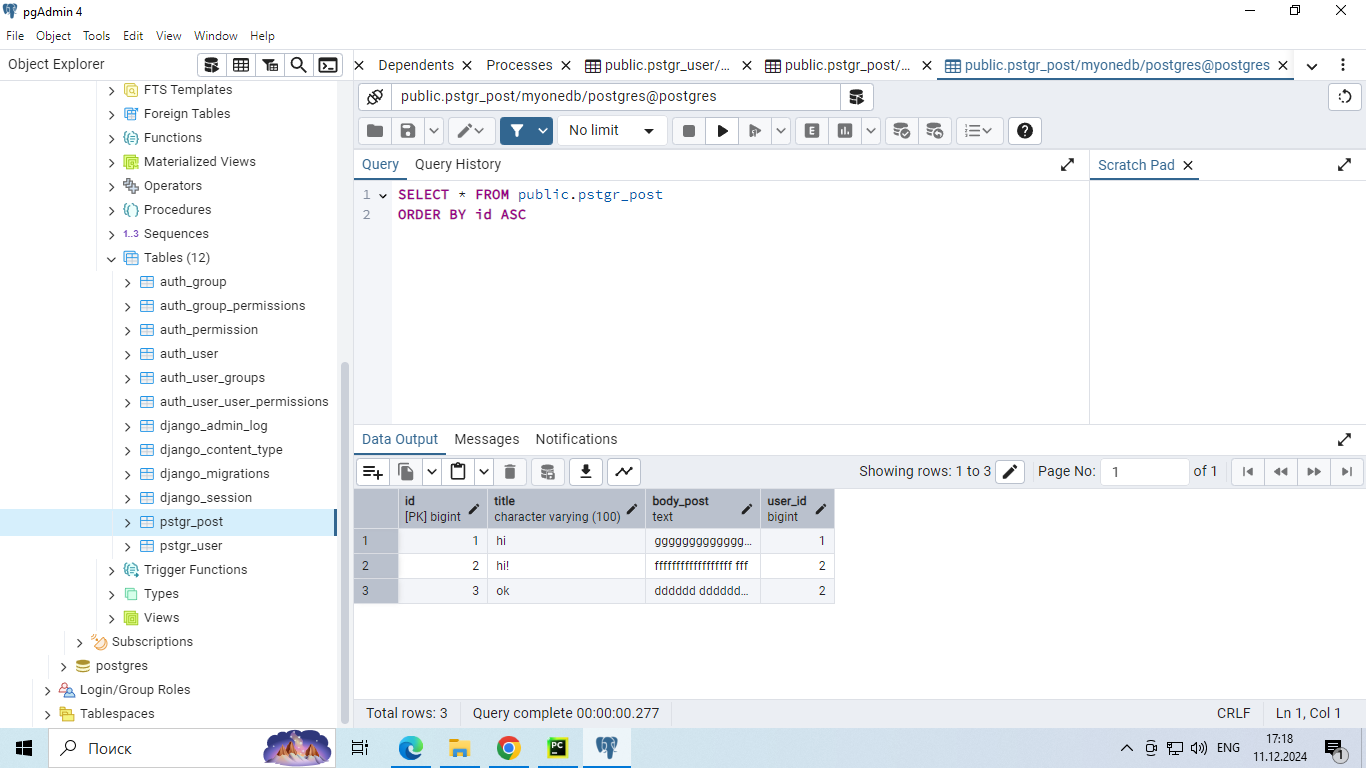 pgAdmin 4
File Object Tools Edit View Window Help
Object Explorer
Dependents Processes public.pstgr_user/... public.pstgr_post/... public.pstgr_post/myonedb/postgres@postgres
public.pstgr_post/myonedb/postgres@postgres
No limit
E
Query Query History
Scratch Pad
1 SELECT * FROM public.pstgr_post
2 ORDER BY id ASC
FTS Templates
Foreign Tables
Functions
Materialized Views
Operators
Procedures
1..3 Sequences
Tables (12)
auth_group
auth_group_permissions
auth_permission
auth_user
auth_user_groups
auth_user_user_permissions
django_admin_log
django_content_type
django_migrations
django_session
pstgr_post
pstgr_user
Trigger Functions
Types
Views
Subscriptions
postgres
Login/Group Roles
Tablespaces
Data Output Messages Notifications
Showing rows: 1 to 3 Page No: 1 of 1
id title body_post user_id
[PK] bigint character varying (100) text bigint
1 1 hi ggggggggggggg... 1
2 2 hi! ffffffffffffffffff fff 2
3 3 ok dddddd dddddd... 2
Total rows: 3 Query complete 00:00:00.277 CRLF Ln 1, Col 1
Поиск
PC
ENG
17:18
11.12.2024
1